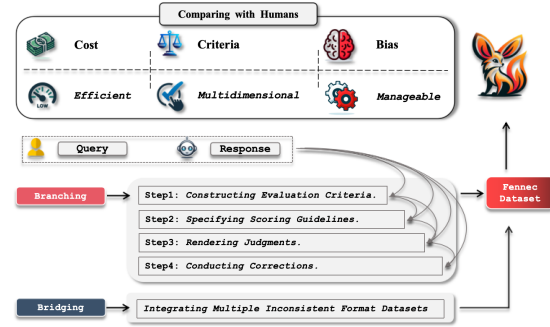 Comparing with Humans
Cost
Criteria
Bias
LOW
Efficient
Multidimensional
Manageable
Query
Response
Branching
Step1: Constructing Evaluation Criteria.
Step2: Specifying Scoring Guidelines.
Step3: Rendering Judgments.
Step4: Conducting Corrections.
Fennec
Dataset
Bridging
Integrating Multiple Inconsistent Format Datasets